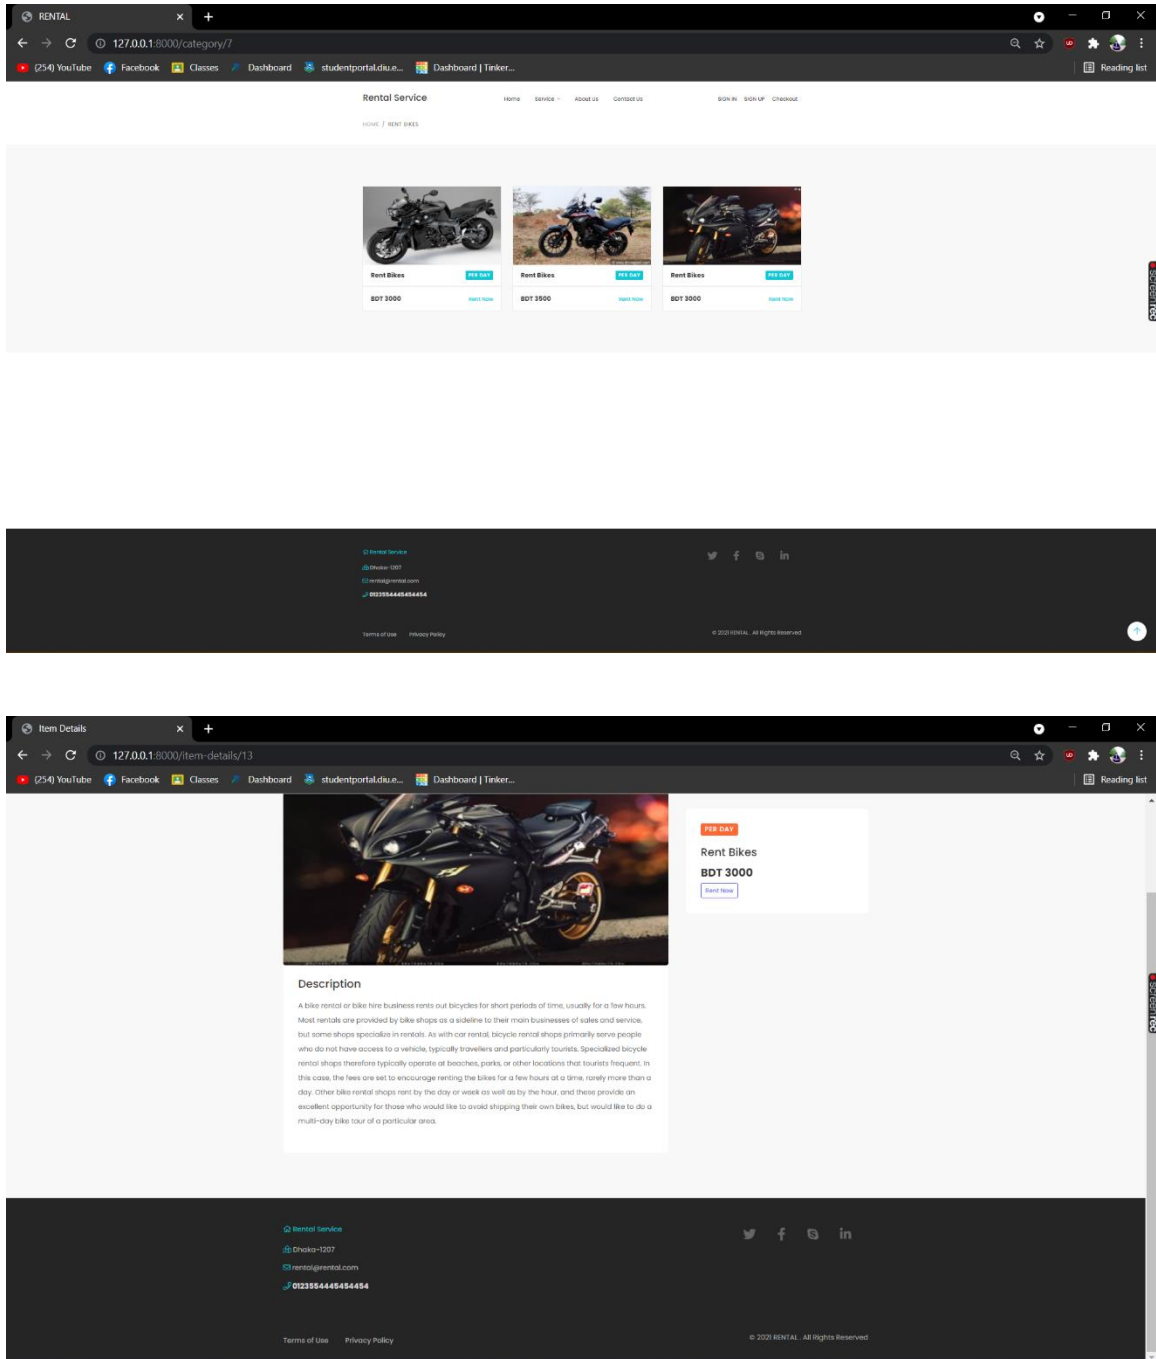 RENTAL
127.0.0.1:8000/category/7
(254) YouTube Facebook Classes Dashboard studentportal.diu.e... Dashboard | Tinker... Reading list
Rental Service Home Service About Us Contact Us SIGN IN SIGN UP Checkout
HOME / RENT BIKES
Rent Bikes PER DAY Rent Bikes PER DAY Rent Bikes PER DAY
BDT 3000 Rent Now BDT 3500 Rent Now BDT 3000 Rent Now
screenrec
Rental Service
Dhaka-1207
rental@rental.com
0123554445454454
Terms of Use Privacy Policy © 2021 RENTAL . All Rights Reserved
Item Details
127.0.0.1:8000/item-details/13
(254) YouTube Facebook Classes Dashboard studentportal.diu.e... Dashboard | Tinker... Reading list
PER DAY
Rent Bikes
BDT 3000
Rent Now
Description
A bike rental or bike hire business rents out bicycles for short periods of time, usually for a few hours.
Most rentals are provided by bike shops as a sideline to their main businesses of sales and service,
but some shops specialize in rentals. As with car rental, bicycle rental shops primarily serve people
who do not have access to a vehicle, typically travellers and particularly tourists. Specialized bicycle
rental shops therefore typically operate at beaches, parks, or other locations that tourists frequent. In
this case, the fees are set to encourage renting the bikes for a few hours at a time, rarely more than a
day. Other bike rental shops rent by the day or week as well as by the hour, and these provide an
excellent opportunity for those who would like to avoid shipping their own bikes, but would like to do a
multi-day bike tour of a particular area.
screenrec
Rental Service
Dhaka-1207
rental@rental.com
0123554445454454
Terms of Use Privacy Policy © 2021 RENTAL . All Rights Reserved